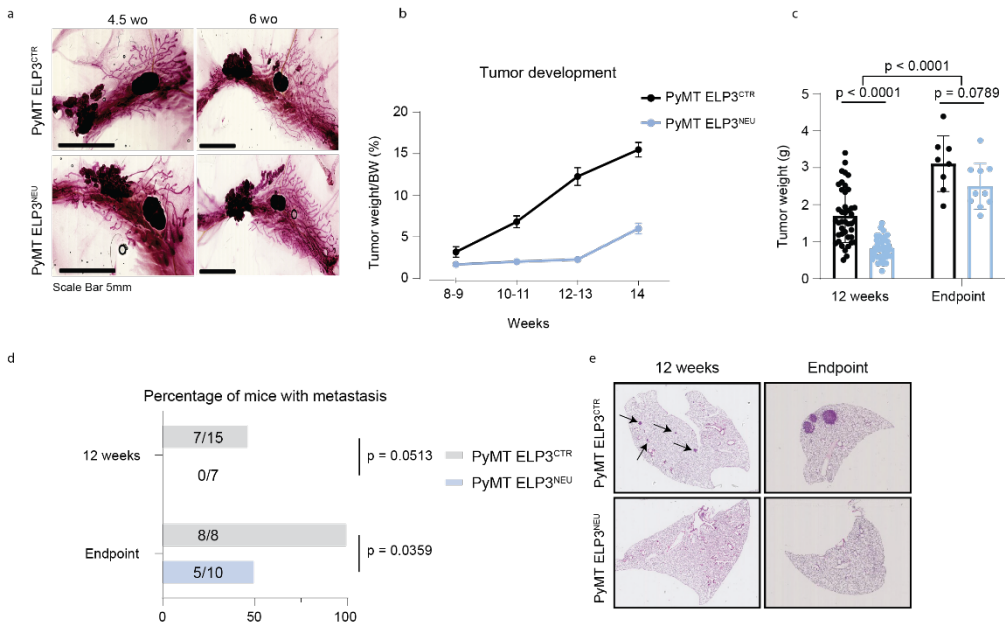 a
4.5 wo
6 wo
PyMT ELP3CTR
PyMT ELP3NEU
Scale Bar 5mm
b
Tumor development
PyMT ELP3CTR
PyMT ELP3NEU
Tumor weight/BW (%)
20
15
10
5
0
8-9
10-11
12-13
14
Weeks
c
p < 0.0001
p < 0.0001
p = 0.0789
Tumor weight (g)
5
4
3
2
1
0
12 weeks
Endpoint
d
Percentage of mice with metastasis
12 weeks
7/15
0/7
p = 0.0513
PyMT ELP3CTR
PyMT ELP3NEU
Endpoint
8/8
5/10
p = 0.0359
0
50
100
e
12 weeks
Endpoint
PyMT ELP3CTR
PyMT ELP3NEU